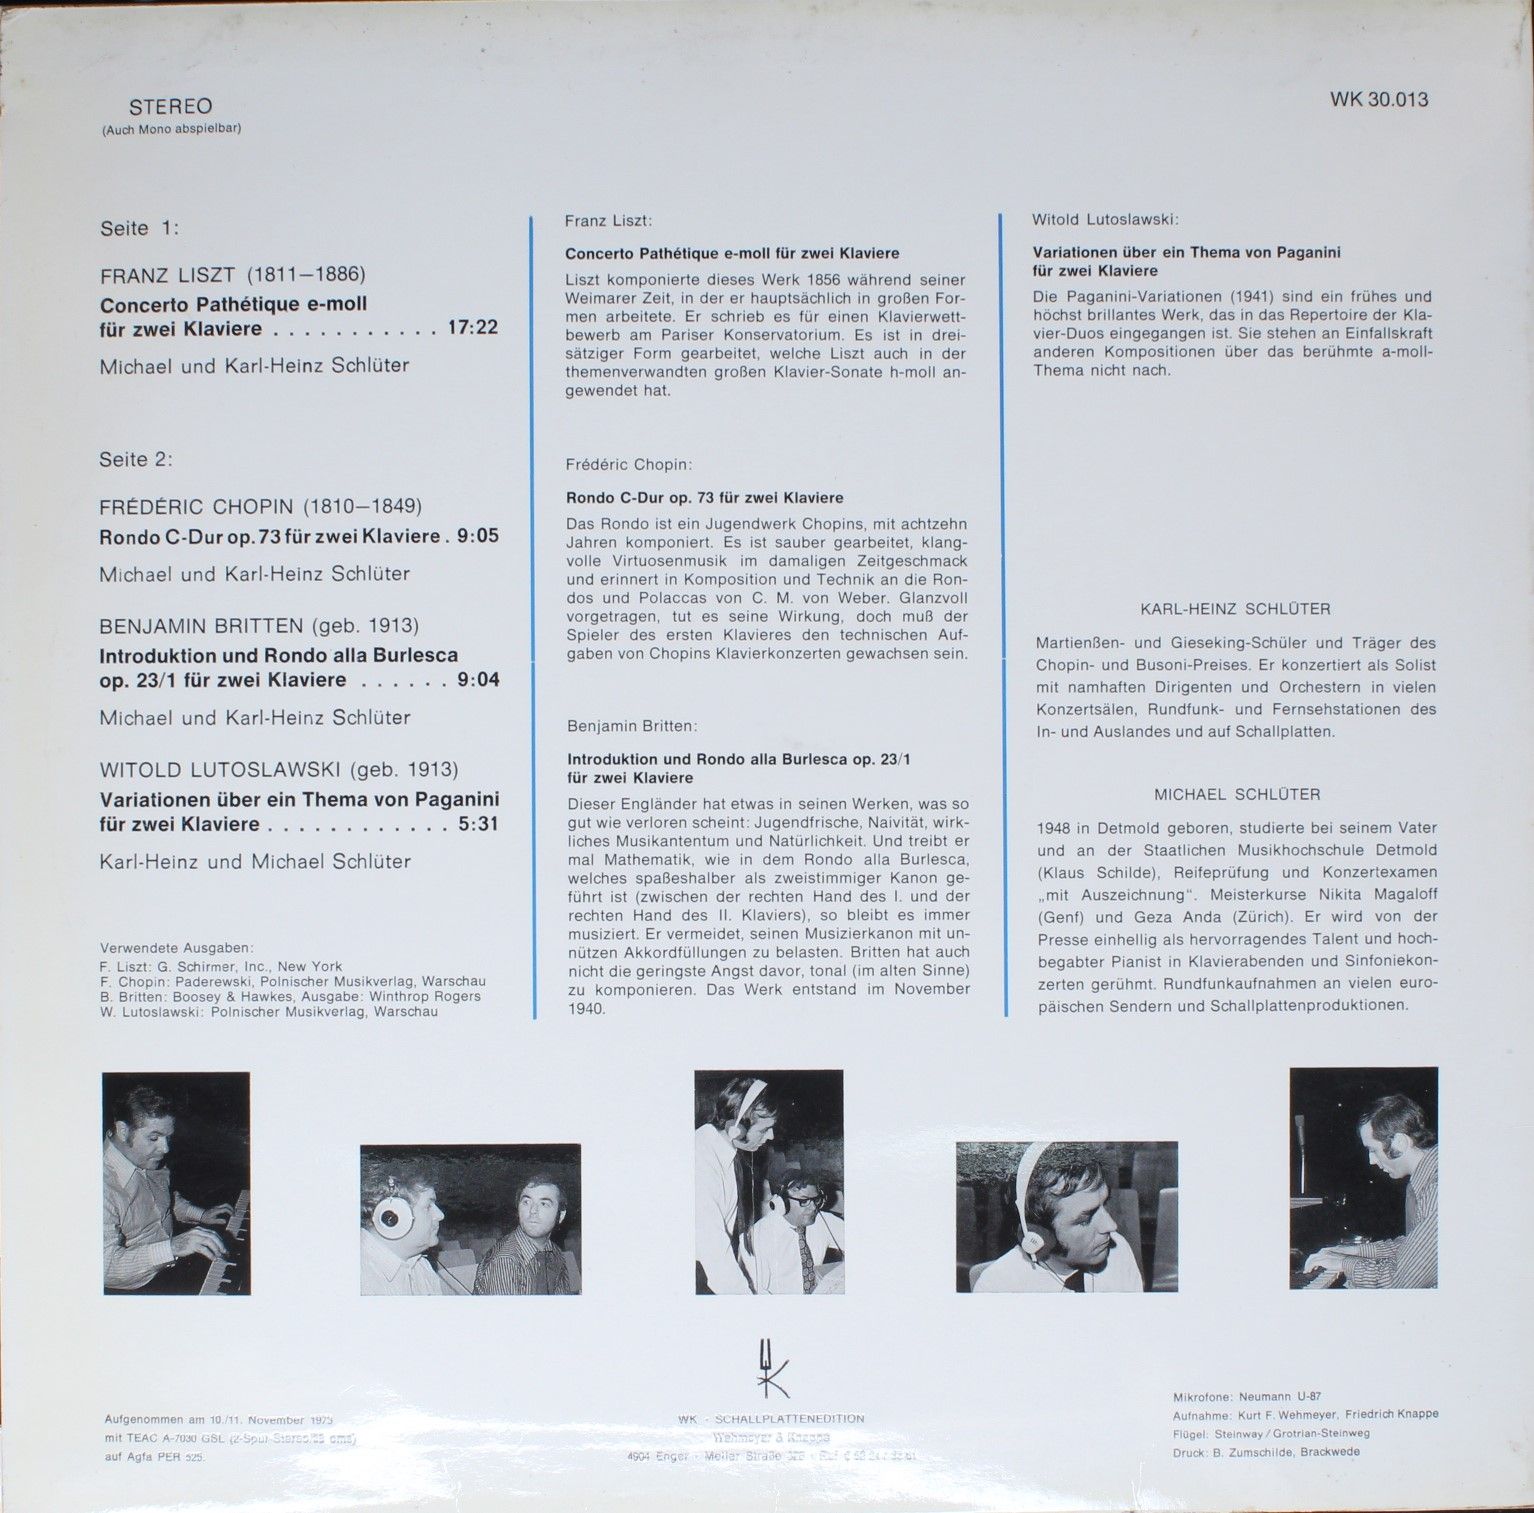 STEREO
(Auch Mono abspielbar)
WK 30.013
Seite 1:
FRANZ LISZT (1811–1886)
Concerto Pathétique e-moll
für zwei Klaviere . . . . . . . . . . . 17:22
Michael und Karl-Heinz Schlüter
Seite 2:
FRÉDÉRIC CHOPIN (1810–1849)
Rondo C-Dur op. 73 für zwei Klaviere . 9:05
Michael und Karl-Heinz Schlüter
BENJAMIN BRITTEN (geb. 1913)
Introduktion und Rondo alla Burlesca
op. 23/1 für zwei Klaviere . . . . . . 9:04
Michael und Karl-Heinz Schlüter
WITOLD LUTOSLAWSKI (geb. 1913)
Variationen über ein Thema von Paganini
für zwei Klaviere . . . . . . . . . . . . 5:31
Karl-Heinz und Michael Schlüter
Verwendete Ausgaben:
F. Liszt: G. Schirmer, Inc., New York
F. Chopin: Paderewski, Polnischer Musikverlag, Warschau
B. Britten: Boosey & Hawkes, Ausgabe: Winthrop Rogers
W. Lutoslawski: Polnischer Musikverlag, Warschau
Franz Liszt:
Concerto Pathétique e-moll für zwei Klaviere
Liszt komponierte dieses Werk 1856 während seiner
Weimarer Zeit, in der er hauptsächlich in großen For-
men arbeitete. Er schrieb es für einen Klavierwett-
bewerb am Pariser Konservatorium. Es ist in drei-
sätziger Form gearbeitet, welche Liszt auch in der
themenverwandten großen Klavier-Sonate h-moll an-
gewendet hat.
Frédéric Chopin:
Rondo C-Dur op. 73 für zwei Klaviere
Das Rondo ist ein Jugendwerk Chopins, mit achtzehn
Jahren komponiert. Es ist sauber gearbeitet, klang-
volle Virtuosenmusik im damaligen Zeitgeschmack
und erinnert in Komposition und Technik an die Ron-
dos und Polaccas von C. M. von Weber. Glanzvoll
vorgetragen, tut es seine Wirkung, doch muß der
Spieler des ersten Klavieres den technischen Auf-
gaben von Chopins Klavierkonzerten gewachsen sein.
Benjamin Britten:
Introduktion und Rondo alla Burlesca op. 23/1
für zwei Klaviere
Dieser Engländer hat etwas in seinen Werken, was so
gut wie verloren scheint: Jugendfrische, Naivität, wirk-
liches Musikantentum und Natürlichkeit. Und treibt er
mal Mathematik, wie in dem Rondo alla Burlesca,
welches spaßeshalber als zweistimmiger Kanon ge-
führt ist (zwischen der rechten Hand des I. und der
rechten Hand des II. Klaviers), so bleibt es immer
musiziert. Er vermeidet, seinen Musizierkanon mit un-
nützen Akkordfüllungen zu belasten. Britten hat auch
nicht die geringste Angst davor, tonal (im alten Sinne)
zu komponieren. Das Werk entstand im November
1940.
Witold Lutoslawski:
Variationen über ein Thema von Paganini
für zwei Klaviere
Die Paganini-Variationen (1941) sind ein frühes und
höchst brillantes Werk, das in das Repertoire der Kla-
vier-Duos eingegangen ist. Sie stehen an Einfallskraft
anderen Kompositionen über das berühmte a-moll-
Thema nicht nach.
KARL-HEINZ SCHLÜTER
Martienßen- und Gieseking-Schüler und Träger des
Chopin- und Busoni-Preises. Er konzertiert als Solist
mit namhaften Dirigenten und Orchestern in vielen
Konzertsälen, Rundfunk- und Fernsehstationen des
In- und Auslandes und auf Schallplatten.
MICHAEL SCHLÜTER
1948 in Detmold geboren, studierte bei seinem Vater
und an der Staatlichen Musikhochschule Detmold
(Klaus Schilde), Reifeprüfung und Konzertexamen
„mit Auszeichnung“. Meisterkurse Nikita Magaloff
(Genf) und Geza Anda (Zürich). Er wird von der
Presse einhellig als hervorragendes Talent und hoch-
begabter Pianist in Klavierabenden und Sinfoniekon-
zerten gerühmt. Rundfunkaufnahmen an vielen euro-
päischen Sendern und Schallplattenproduktionen.
Aufgenommen am 10./11. November 1973
mit TEAC A-7030 GSL (2-Spur Stereo/38 cms)
auf Agfa PER 525.
WK
WK - SCHALLPLATTENEDITION
Wehmeyer & Knappe
4904 Enger - Meller Straße
Mikrofone: Neumann U-87
Aufnahme: Kurt F. Wehmeyer, Friedrich Knappe
Flügel: Steinway / Grotrian-Steinweg
Druck: B. Zumschilde, Brackwede